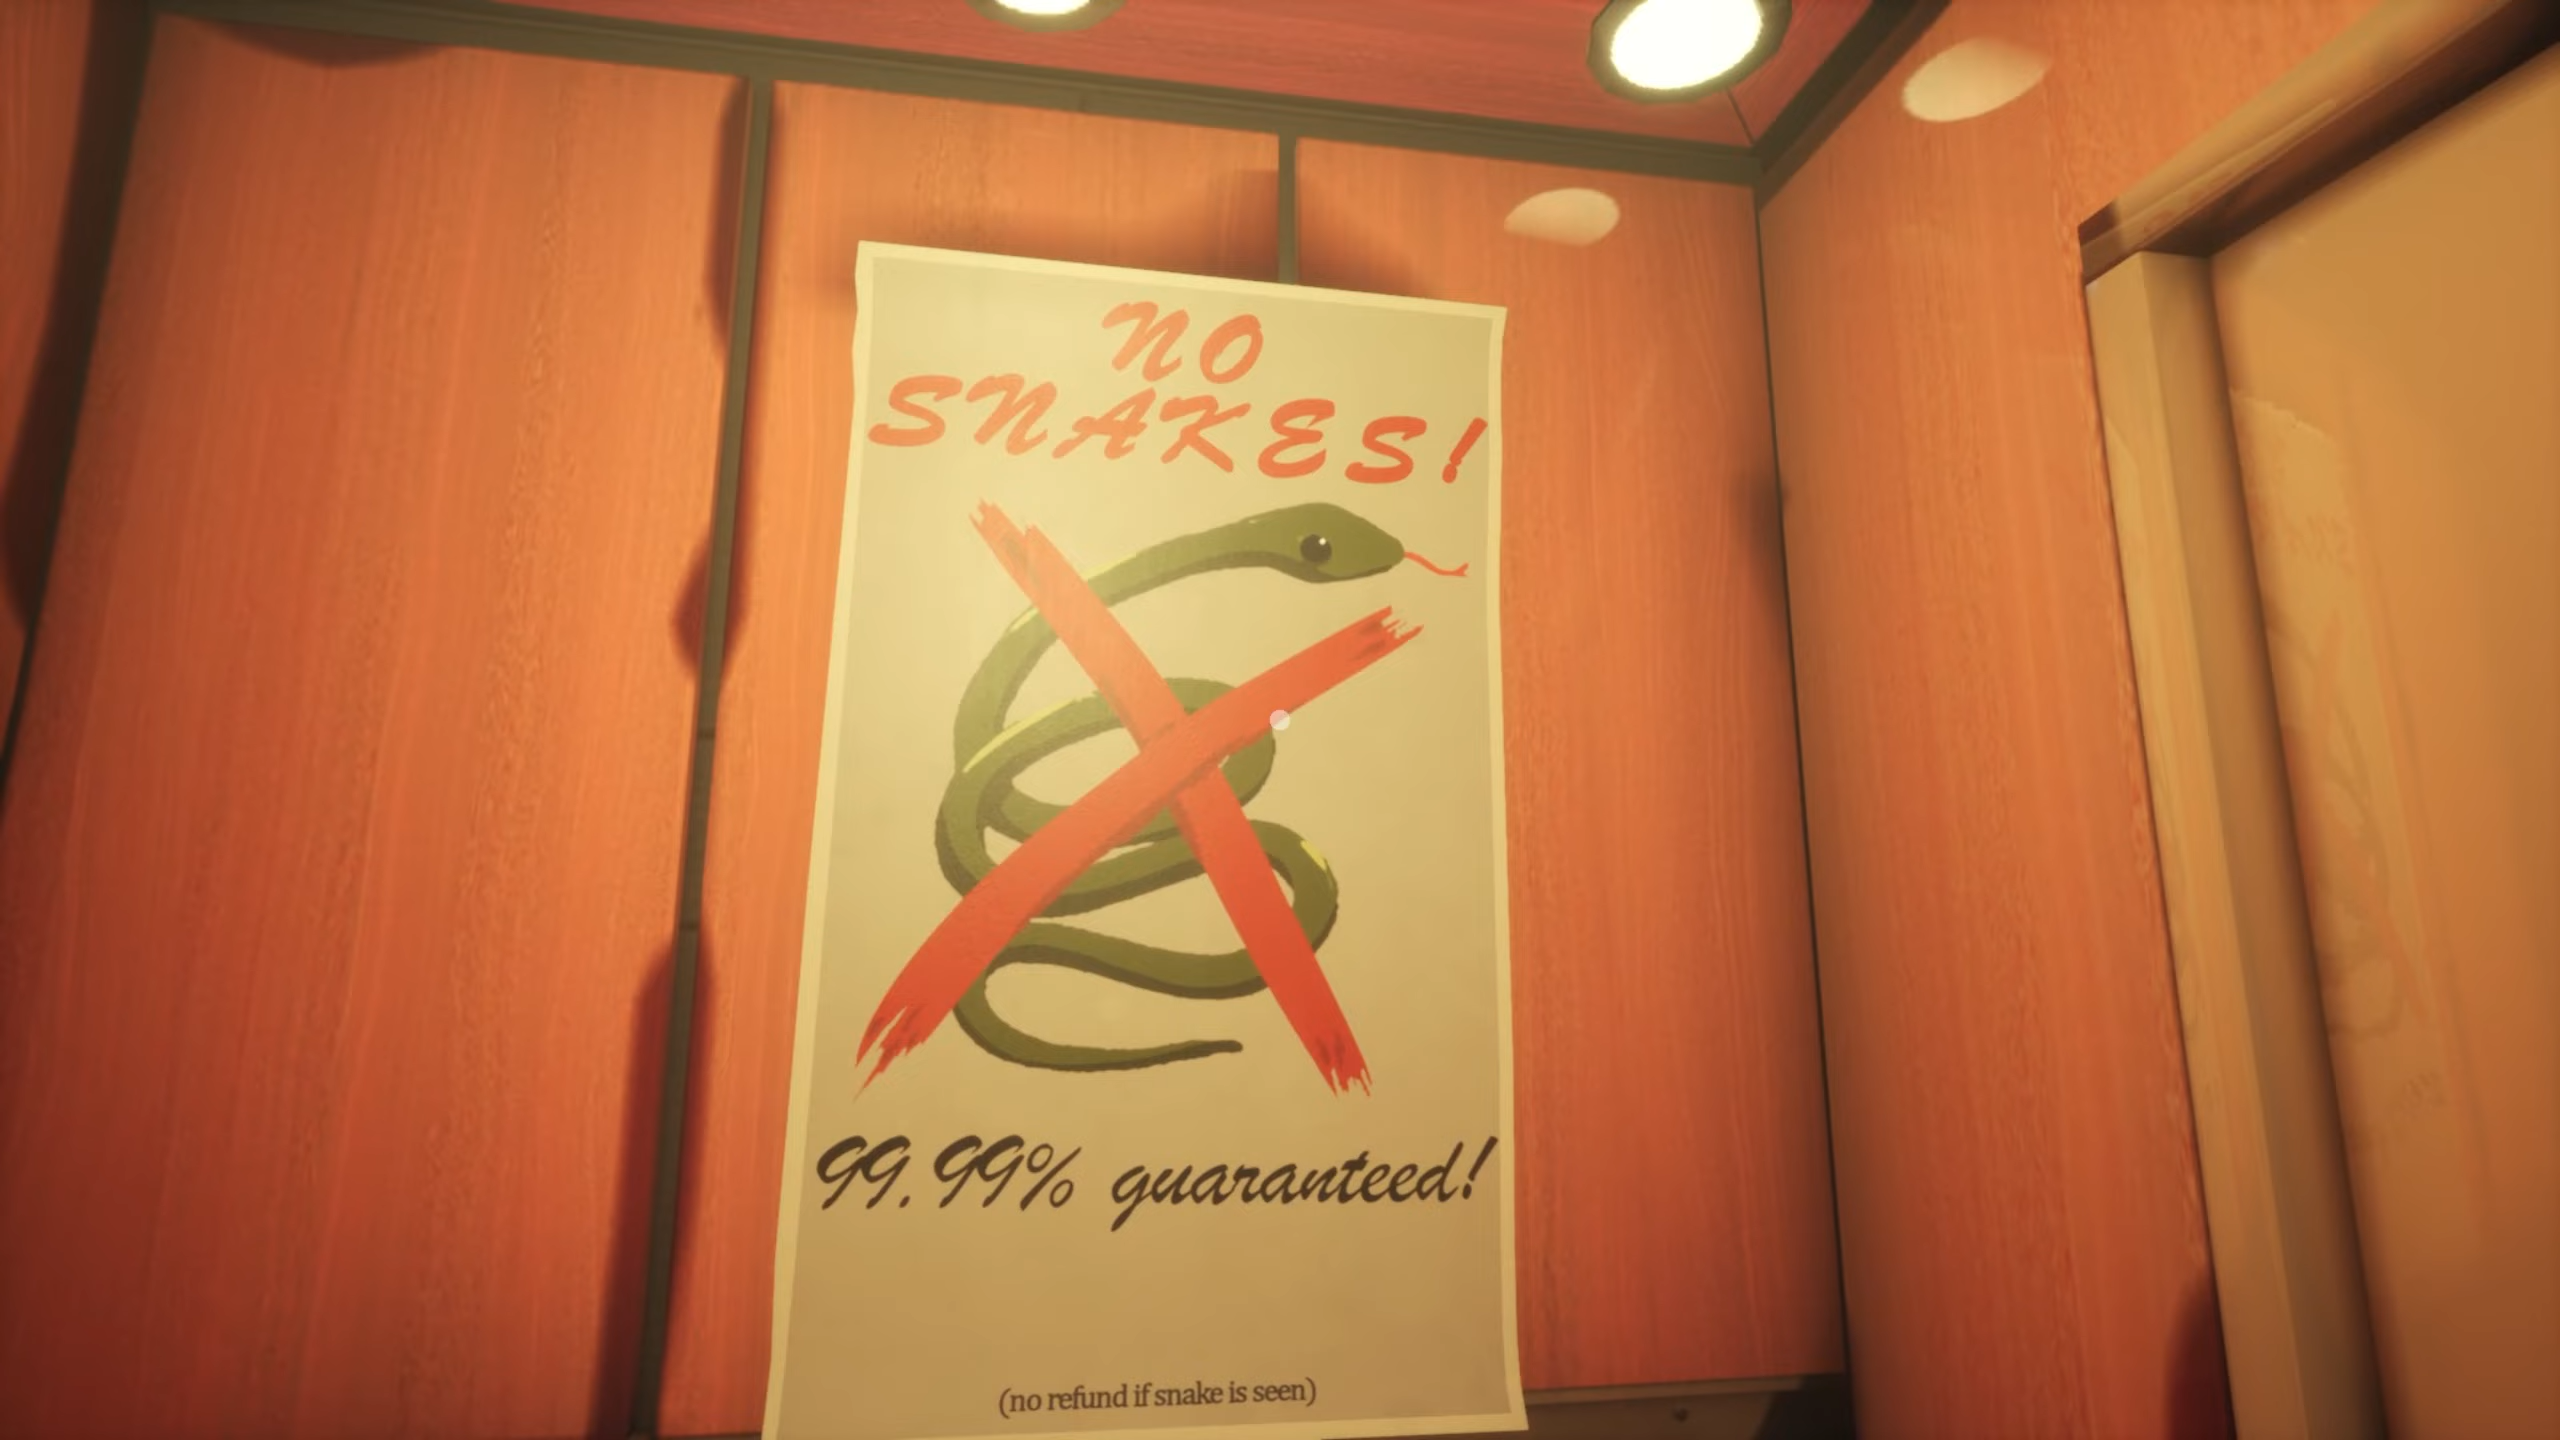 NO
SNAKES!
99.99% guaranteed!
(no refund if snake is seen)